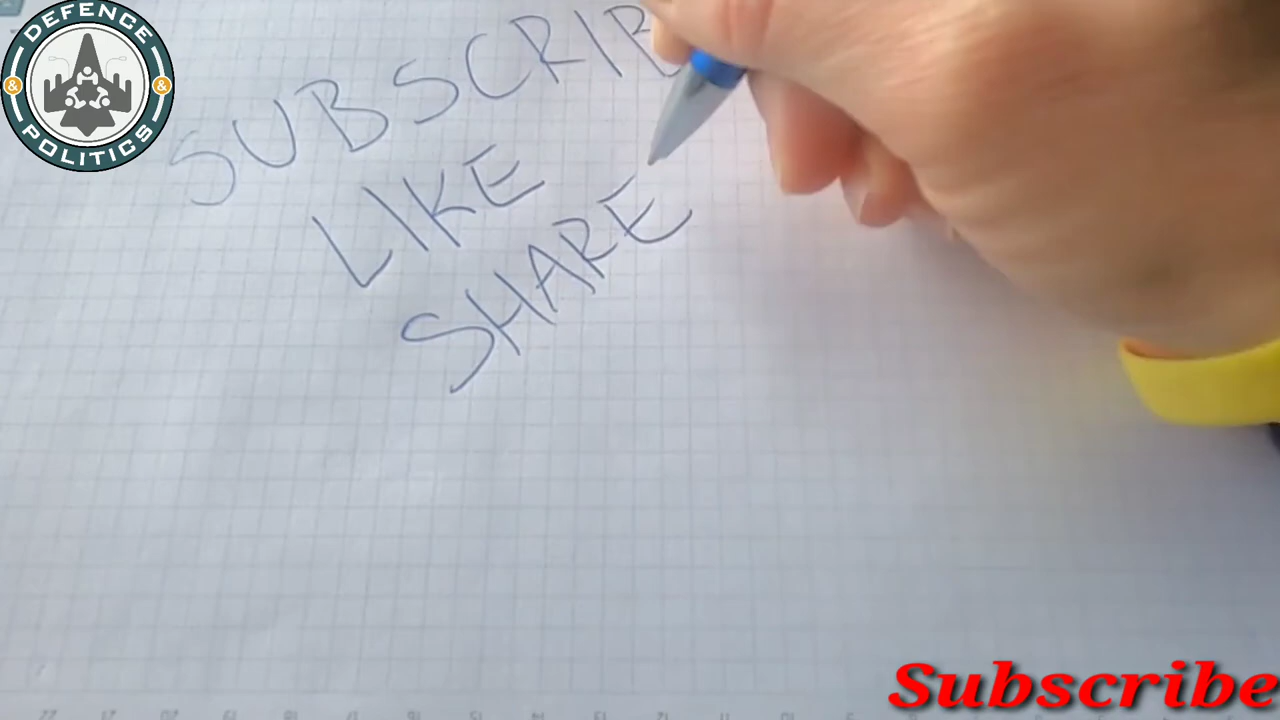 DEFENCE
& &
POLITICS
SUBSCRIB
LIKE
SHARE
Subscribe